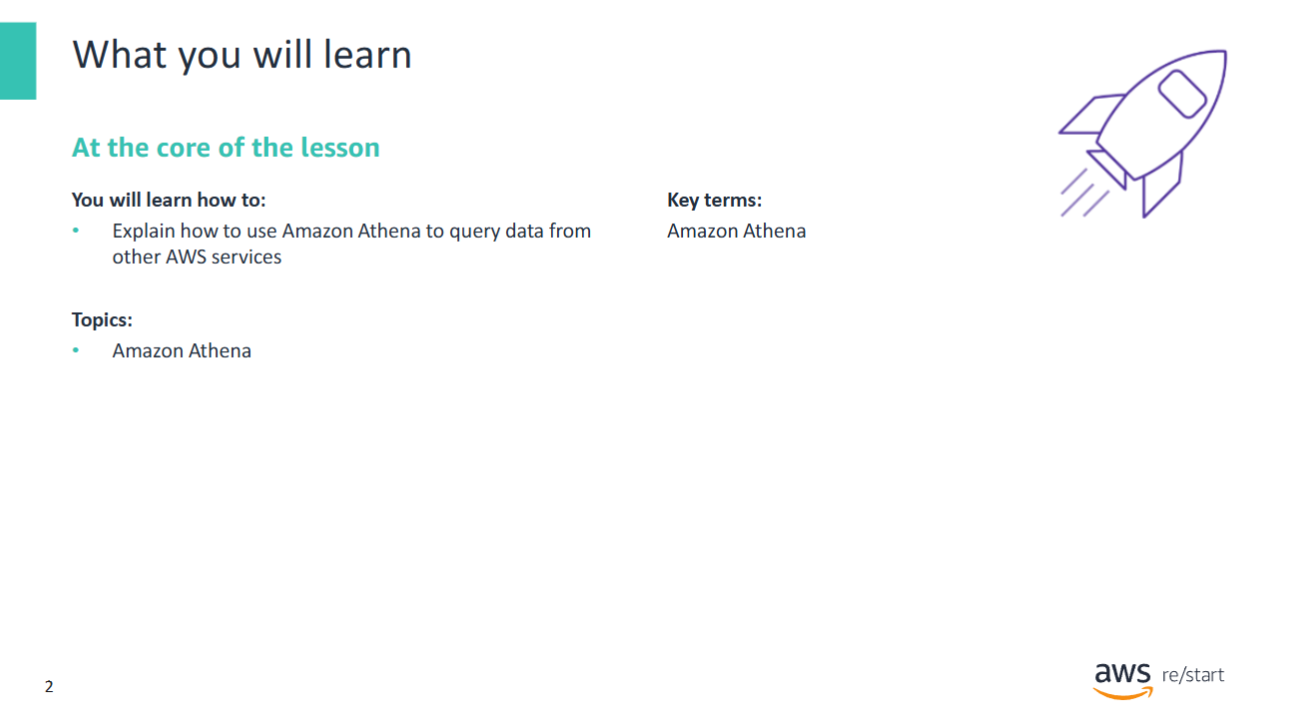 What you will learn
At the core of the lesson
You will learn how to:
• Explain how to use Amazon Athena to query data from
other AWS services
Topics:
• Amazon Athena
Key terms:
Amazon Athena
2
aws re/start